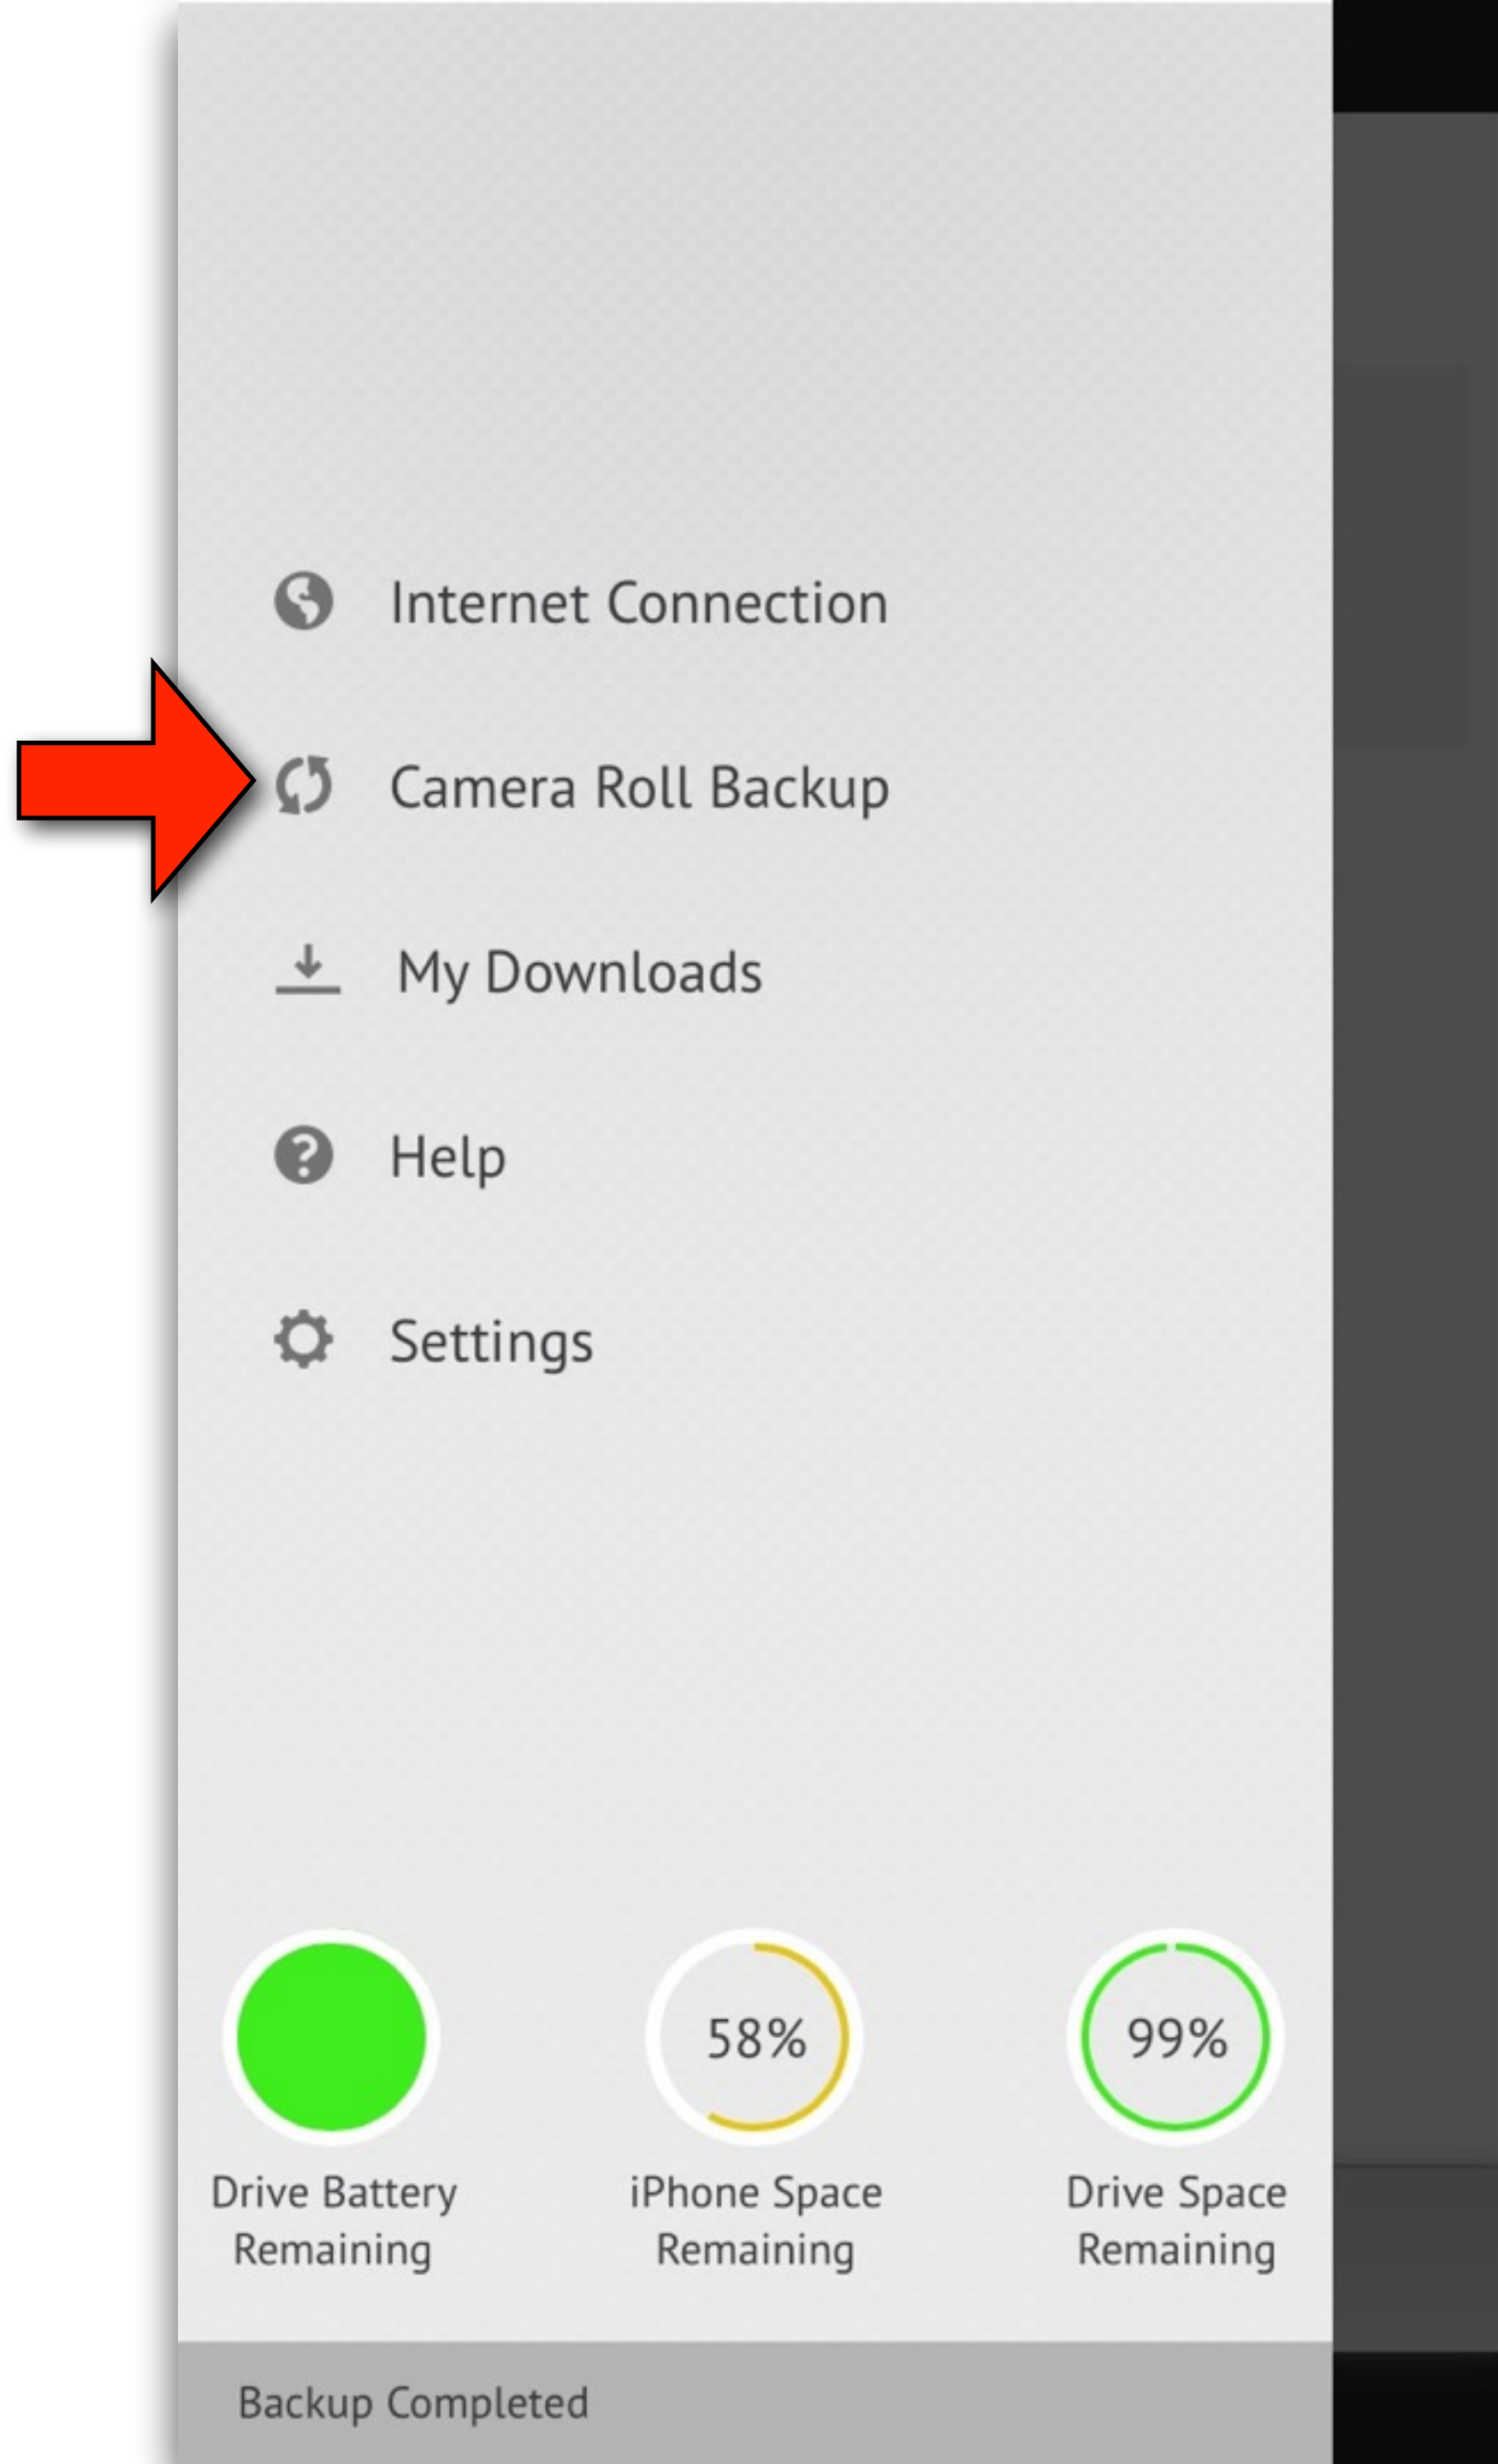 Internet Connection
Camera Roll Backup
My Downloads
Help
Settings
58%
99%
Drive Battery
Remaining
iPhone Space
Remaining
Drive Space
Remaining
Backup Completed